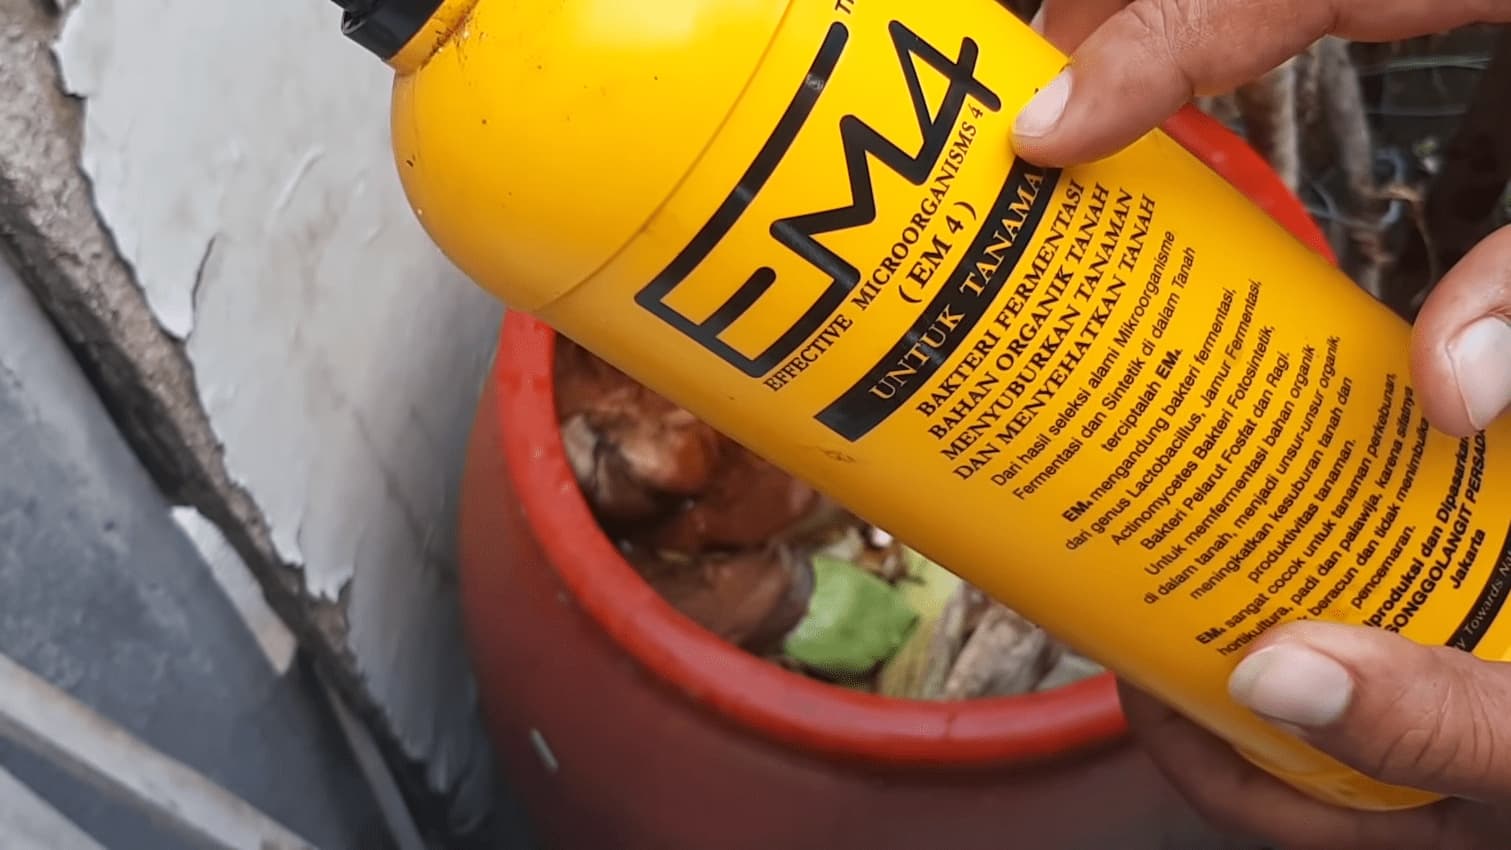 EM4
EFFECTIVE MICROORGANISMS 4
(EM 4)
UNTUK TANAMA
BAKTERI FERMENTASI
BAHAN ORGANIK TANAH
MENYUBURKAN TANAMAN
DAN MENYEHATKAN TANAH
Dari hasil seleksi alami Mikroorganisme
Fermentasi dan Sintetik di dalam Tanah
terciptalah EM4
EM4 mengandung bakteri fermentasi,
dari genus Lactobacillus, Jamur Fermentasi,
Actinomycetes Bakteri Fotosintetik,
Bakteri Pelarut Fosfat dan Ragi.
Untuk memfermentasi bahan organik
di dalam tanah, menjadi unsur-unsur organik,
meningkatkan kesuburan tanah dan
produktivitas tanaman.
EM4 sangat cocok untuk tanaman perkebunan,
hortikultura, padi dan palawija, karena sifatnya
beracun dan tidak menimbulkan
pencemaran.
iproduksi dan Dipasarkan
SONGGOLANGIT PERSADA
Jakarta
y Towards